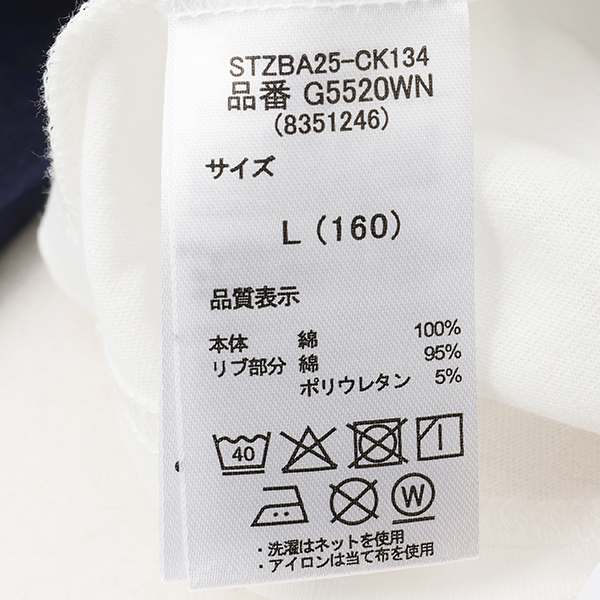 STZBA25-CK134
品番 G5520WN
(8351246)
サイズ
L (160)
品質表示
本体 綿 100%
リブ部分 綿 95%
ポリウレタン 5%
40
W
・洗濯はネットを使用
・アイロンは当て布を使用